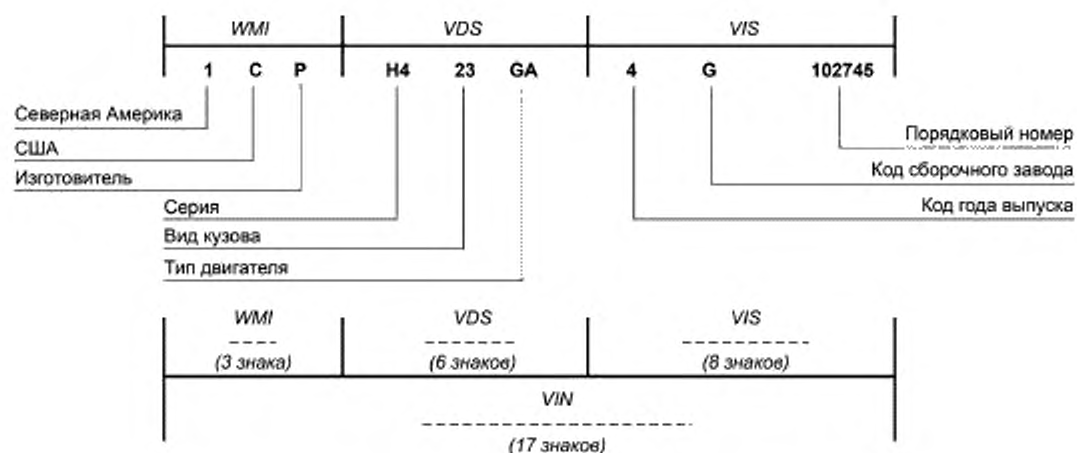 WMI VDS VIS
1 C P H4 23 GA 4 G 102745
Северная Америка
США
Изготовитель
Серия
Вид кузова
Тип двигателя
Порядковый номер
Код сборочного завода
Код года выпуска
WMI VDS VIS
(3 знака) (6 знаков) (8 знаков)
VIN
(17 знаков)